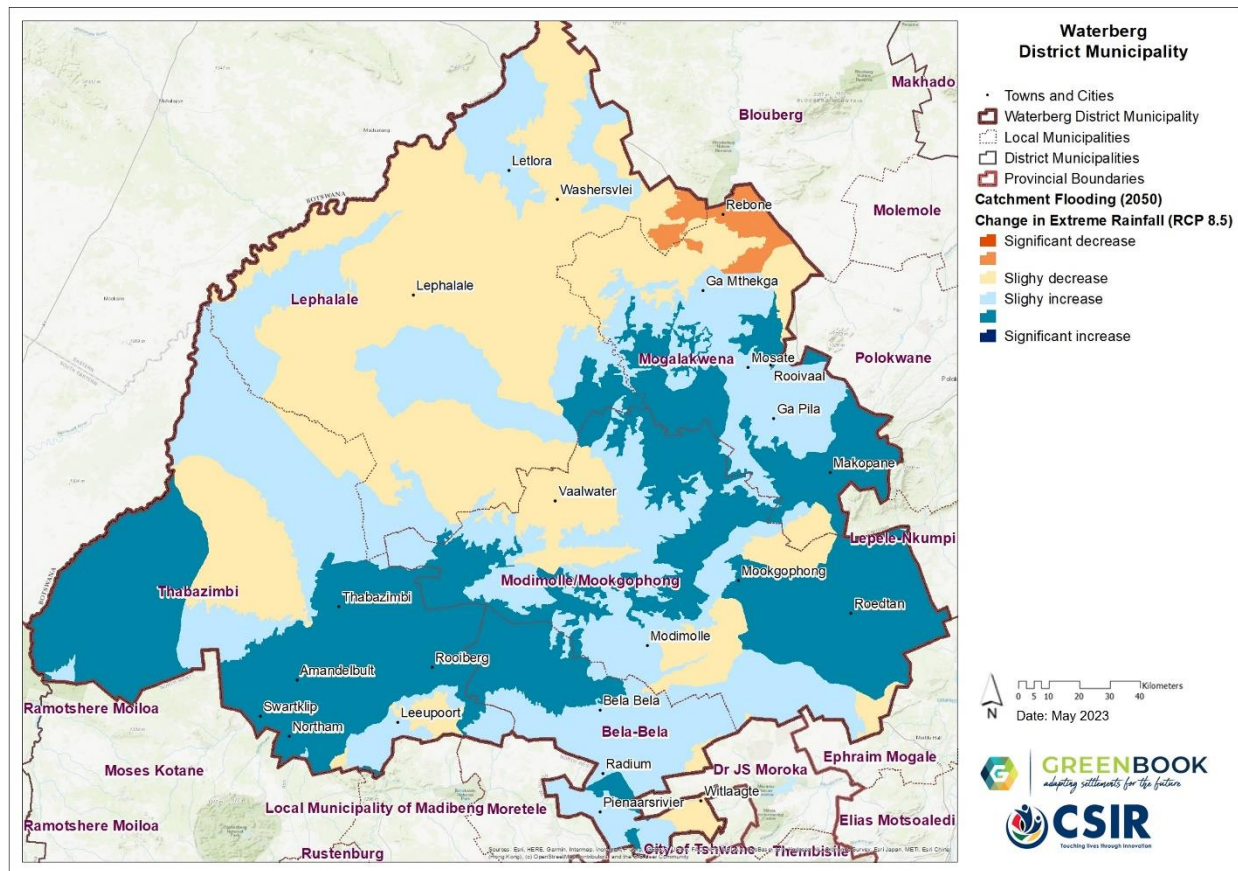 Waterberg
District Municipality
Towns and Cities
Waterberg District Municipality
Local Municipalities
District Municipalities
Provincial Boundaries
Catchment Flooding (2050)
Change in Extreme Rainfall (RCP 8.5)
Significant decrease
Slighy decrease
Slighy increase
Significant increase
Makhado
Blouberg
Letlora
Washersvlei
Rebone
Molemole
BOTSWANA
Ga Mthekga
Lephalale
Lephalale
Mogalakwena
Mosate
Rooivaal
Polokwane
Ga Pila
Makopane
Vaalwater
Lepele-Nkumpi
Modimolle/Mookgophong
Mookgophong
Thabazimbi
Thabazimbi
Roedtan
BOTSWANA
Modimolle
Amandelbult
Rooiberg
Ramotshere Moiloa
Swartklip
Leeupoort
Bela Bela
Northam
Bela-Bela
Moses Kotane
Radium
Dr JS Moroka
Ephraim Mogale
Local Municipality of Madibeng
Moretele
Pienaarsrivier
Witlaagte
Ramotshere Moiloa
Rustenburg
City of Tshwane
Thembisile
Elias Motsoaledi
0 5 10 20 30 40
Kilometers
N
Date: May 2023
GREENBOOK
adapting settlements for the future
CSIR
Touching lives through innovation